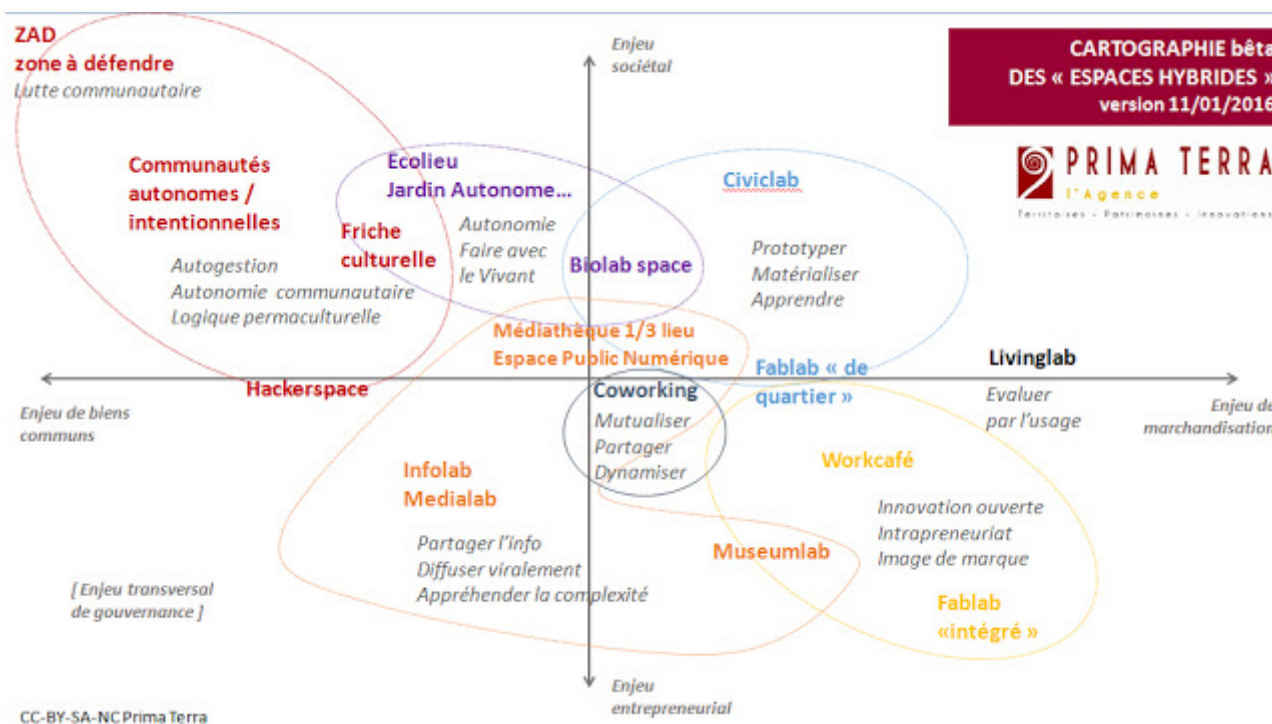 ZAD
zone à défendre
Lutte communautaire
Enjeu
sociétal
CARTOGRAPHIE bêta
DES « ESPACES HYBRIDES »
version 11/01/2016
PRIMA TERRA
l'Agence
Territoires - Patrimoines - Innovations
Communautés
autonomes /
intentionnelles
Autogestion
Autonomie communautaire
Logique permaculturelle
Ecolieu
Jardin Autonome...
Friche
culturelle
Autonomie
Faire avec
le Vivant
Biolab space
Civiclab
Prototyper
Matérialiser
Apprendre
Médiathèque 1/3 lieu
Espace Public Numérique
Hackerspace
Coworking
Mutualiser
Partager
Dynamiser
Fablab « de
quartier »
Livinglab
Evaluer
par l'usage
Enjeu de biens
communs
Enjeu de
marchandisation
Infolab
Medialab
Partager l'info
Diffuser viralement
Appréhender la complexité
Workcafé
Innovation ouverte
Intrapreneuriat
Image de marque
Museumlab
Fablab
«intégré »
[ Enjeu transversal
de gouvernance ]
Enjeu
entrepreneurial
CC-BY-SA-NC Prima Terra